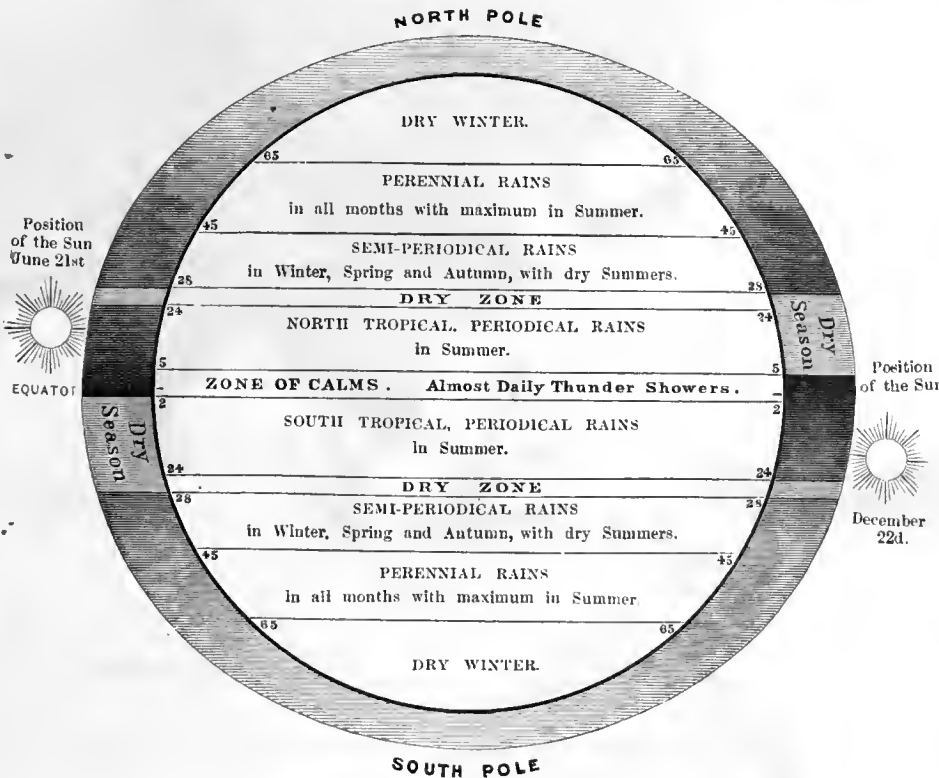 NORTH POLE
DRY WINTER.
65 65
PERENNIAL RAINS
in all months with maximum in Summer.
45 45
SEMI-PERIODICAL RAINS
in Winter, Spring and Autumn, with dry Summers.
28 28
DRY ZONE
24 24
NORTH TROPICAL. PERIODICAL RAINS
in Summer.
5 5
ZONE OF CALMS. Almost Daily Thunder Showers.
2 2
SOUTH TROPICAL, PERIODICAL RAINS
in Summer.
24 24
DRY ZONE
28 28
SEMI-PERIODICAL RAINS
in Winter, Spring and Autumn, with dry Summers.
45 45
PERENNIAL RAINS
in all months with maximum in Summer
65 65
DRY WINTER.
SOUTH POLE
Position
of the Sun
June 21st
EQUATOR
Dry
Season
Dry
Season
Position
of the Sun
December
22d.